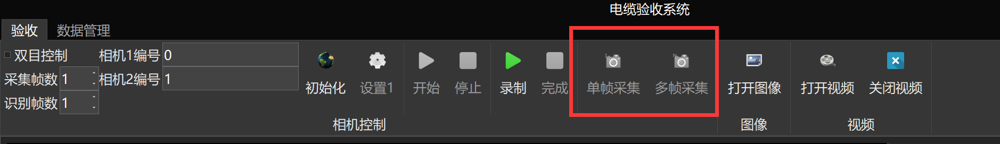 电缆验收系统
验收 数据管理
双目控制 相机1编号 0
采集帧数 1 相机2编号 1
识别帧数 1
初始化 设置1 开始 停止 录制 完成 单帧采集 多帧采集 打开图像 打开视频 关闭视频
相机控制 图像 视频